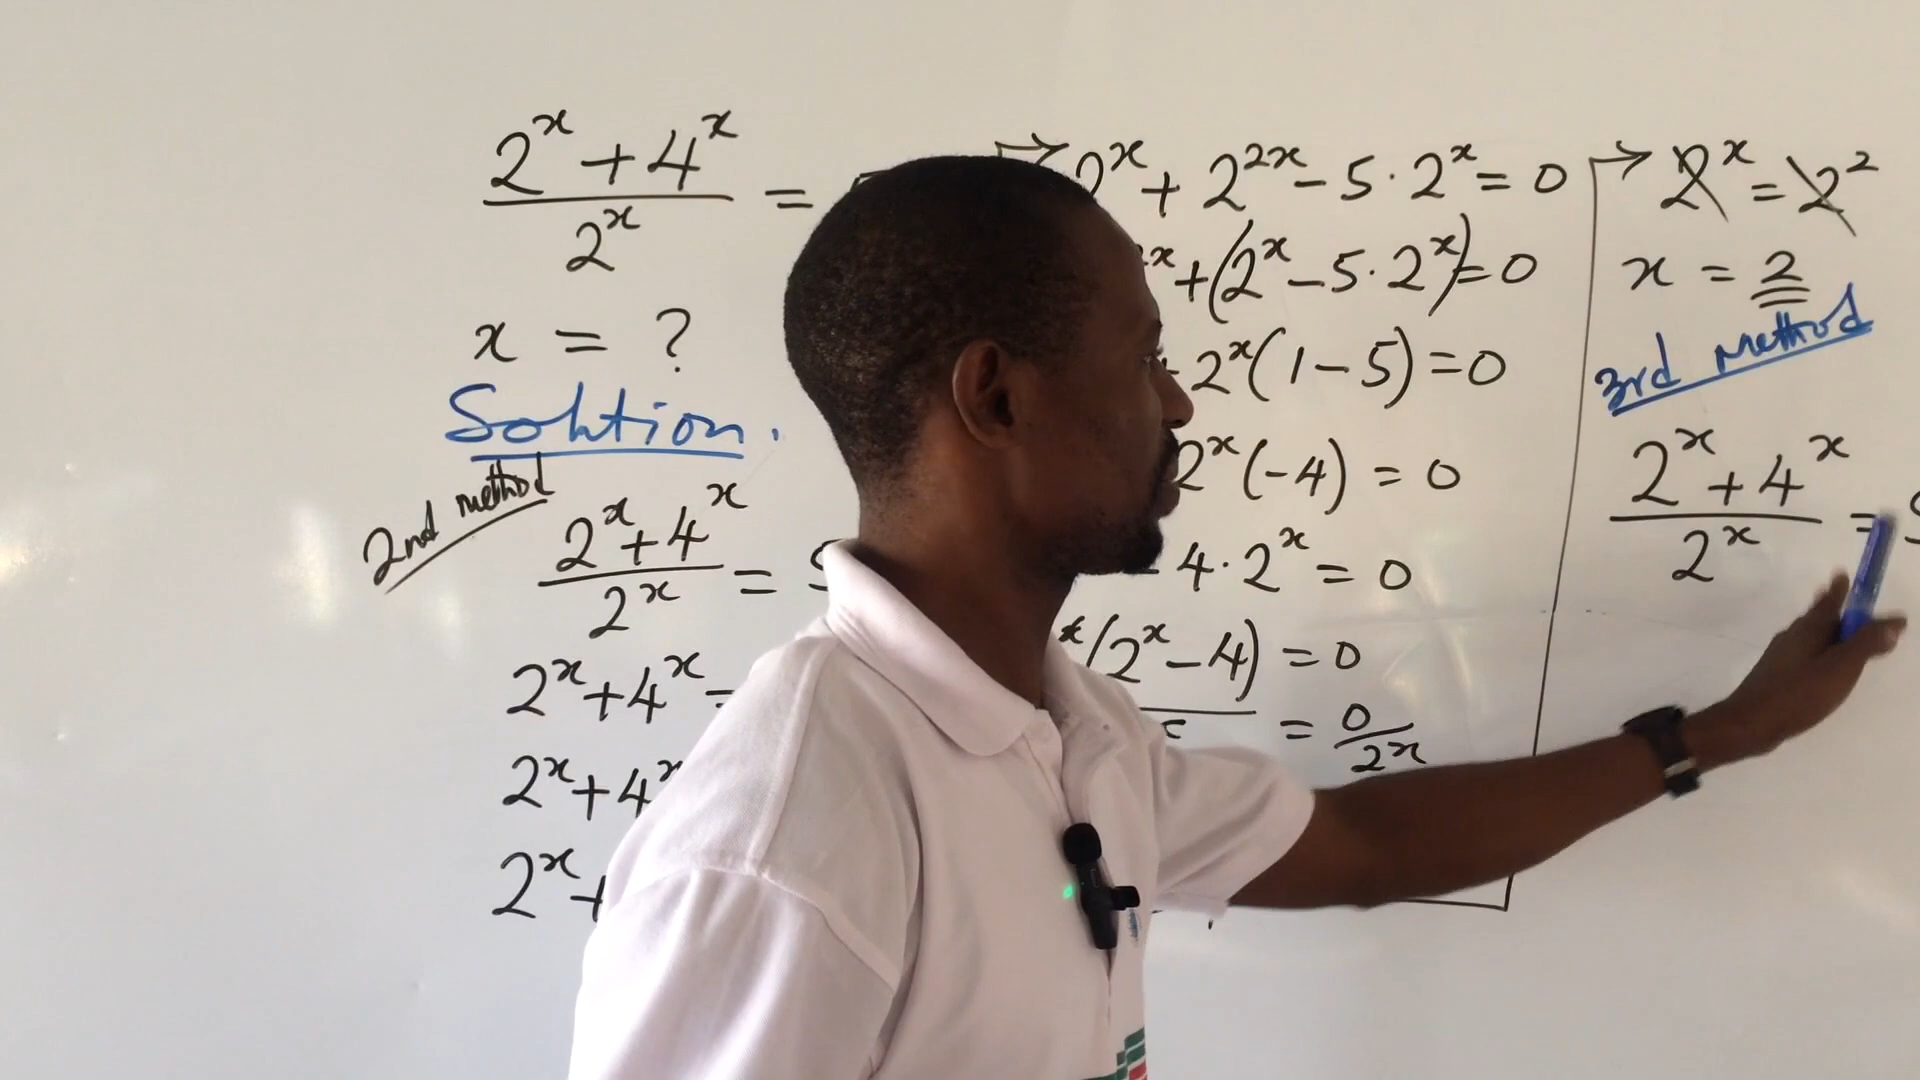 2^x + 4^x
=
2^x
x = ?
Solution.
2nd method
2^x + 4^x
=
2^x
2^x + 4^x =
2^x + 4^x
2^x +
2^x + 2^{2x} - 5 · 2^x = 0
+ (2^x - 5 · 2^x) = 0
2^x (1 - 5) = 0
2^x (-4) = 0
- 4 · 2^x = 0
(2^x - 4) = 0
= 0/2^x
2^x = 2^2
x = 2
3rd method
2^x + 4^x
=
2^x